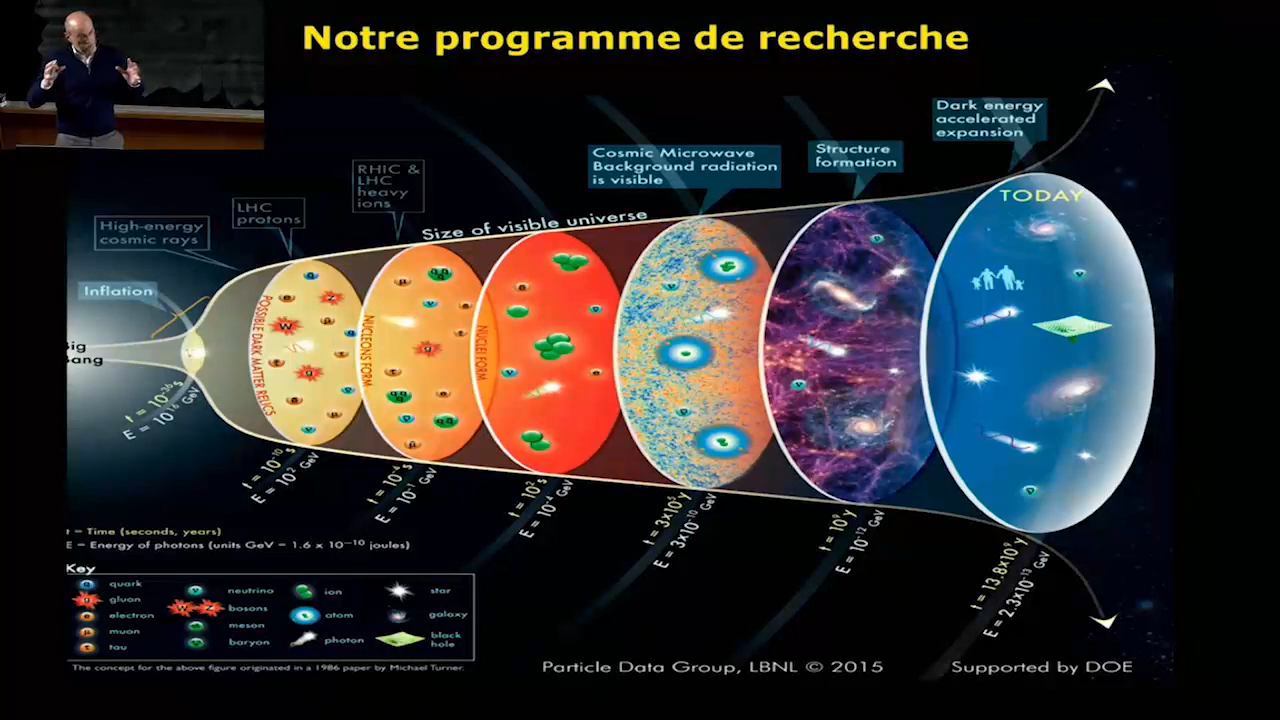 Notre programme de recherche
Dark energy
accelerated
expansion
Structure
formation
Cosmic Microwave
Background radiation
is visible
RHIC &
LHC
heavy
ions
LHC
protons
High-energy
cosmic rays
Inflation
Size of visible universe
TODAY
POSSIBLE DARK MATTER RELICS
NUCLEONS FORM
NUCLEI FORM
t = 10⁻¹⁰ s
E = 10² GeV
t = 10⁻⁴ s
E = 10⁻¹ GeV
t = 10² s
E = 10⁻⁴ GeV
t = 3x10⁵ y
E = 3x10⁻¹⁰ GeV
t = 10⁹ y
E = 10⁻¹² GeV
t = 13.8x10⁹ y
E = 2.3x10⁻¹³ GeV
= Time (seconds, years)
E = Energy of photons (units GeV = 1.6 x 10⁻¹⁰ joules)
Key
quark
gluon
electron
muon
tau
neutrino
bosons
meson
baryon
ion
atom
photon
star
galaxy
black
hole
The concept for the above figure originated in a 1986 paper by Michael Turner.
Particle Data Group, LBNL © 2015
Supported by DOE